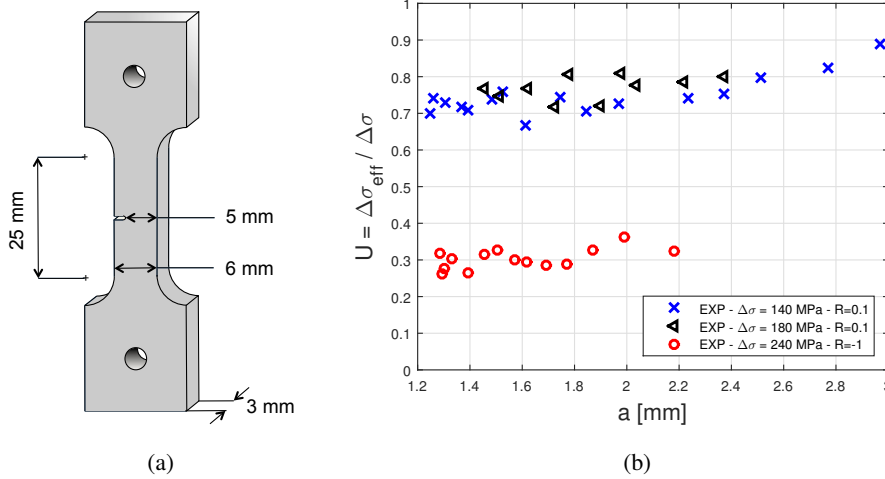 25 mm
5 mm
6 mm
3 mm
(a)
U = Δσeff / Δσ
1
0.9
0.8
0.7
0.6
0.5
0.4
0.3
0.2
0.1
0
EXP - Δσ = 140 MPa - R=0.1
EXP - Δσ = 180 MPa - R=0.1
EXP - Δσ = 240 MPa - R=-1
1.2 1.4 1.6 1.8 2 2.2 2.4 2.6 2.8 3
a [mm]
(b)